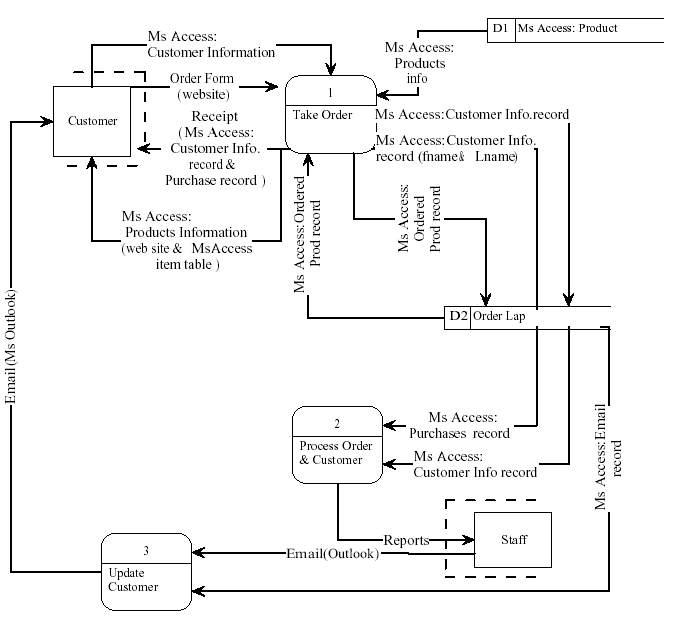 Ms Access:
Customer Information
D1 Ms Access: Product
Ms Access:
Products
info
Order Form
(website)
1
Take Order
Customer
Receipt
(Ms Access:
Customer Info.
record &
Purchase record )
Ms Access:Customer Info.record
Ms Access:Customer Info.
record (fname& Lname)
Ms Access:
Products Information
(web site & MsAccess
item table )
Ms Access:Ordered
Prod record
Ms Access:
Ordered
Prod record
D2 Order Lap
Email(Ms Outlook)
2
Process Order
& Customer
Ms Access:
Purchases record
Ms Access:
Customer Info record
Ms Access:Email
record
Reports
Staff
Email(Outlook)
3
Update
Customer